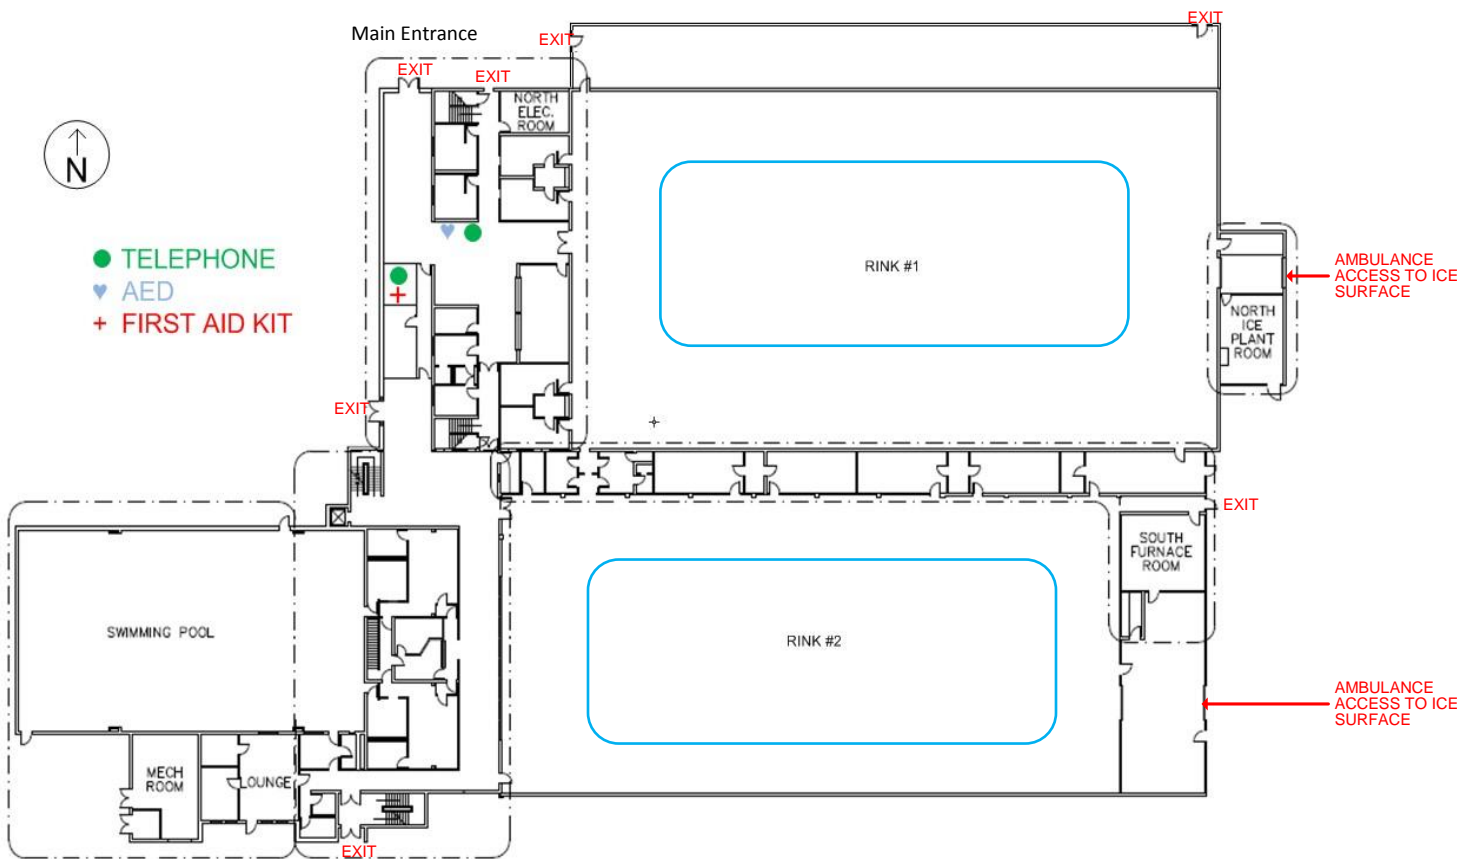 EXIT
Main Entrance
EXIT
EXIT
EXIT
NORTH
ELEC.
ROOM
N
TELEPHONE
AED
FIRST AID KIT
RINK #1
AMBULANCE
ACCESS TO ICE
SURFACE
NORTH
ICE
PLANT
ROOM
EXIT
EXIT
SOUTH
FURNACE
ROOM
SWIMMING POOL
RINK #2
AMBULANCE
ACCESS TO ICE
SURFACE
MECH
ROOM
LOUNGE
EXIT